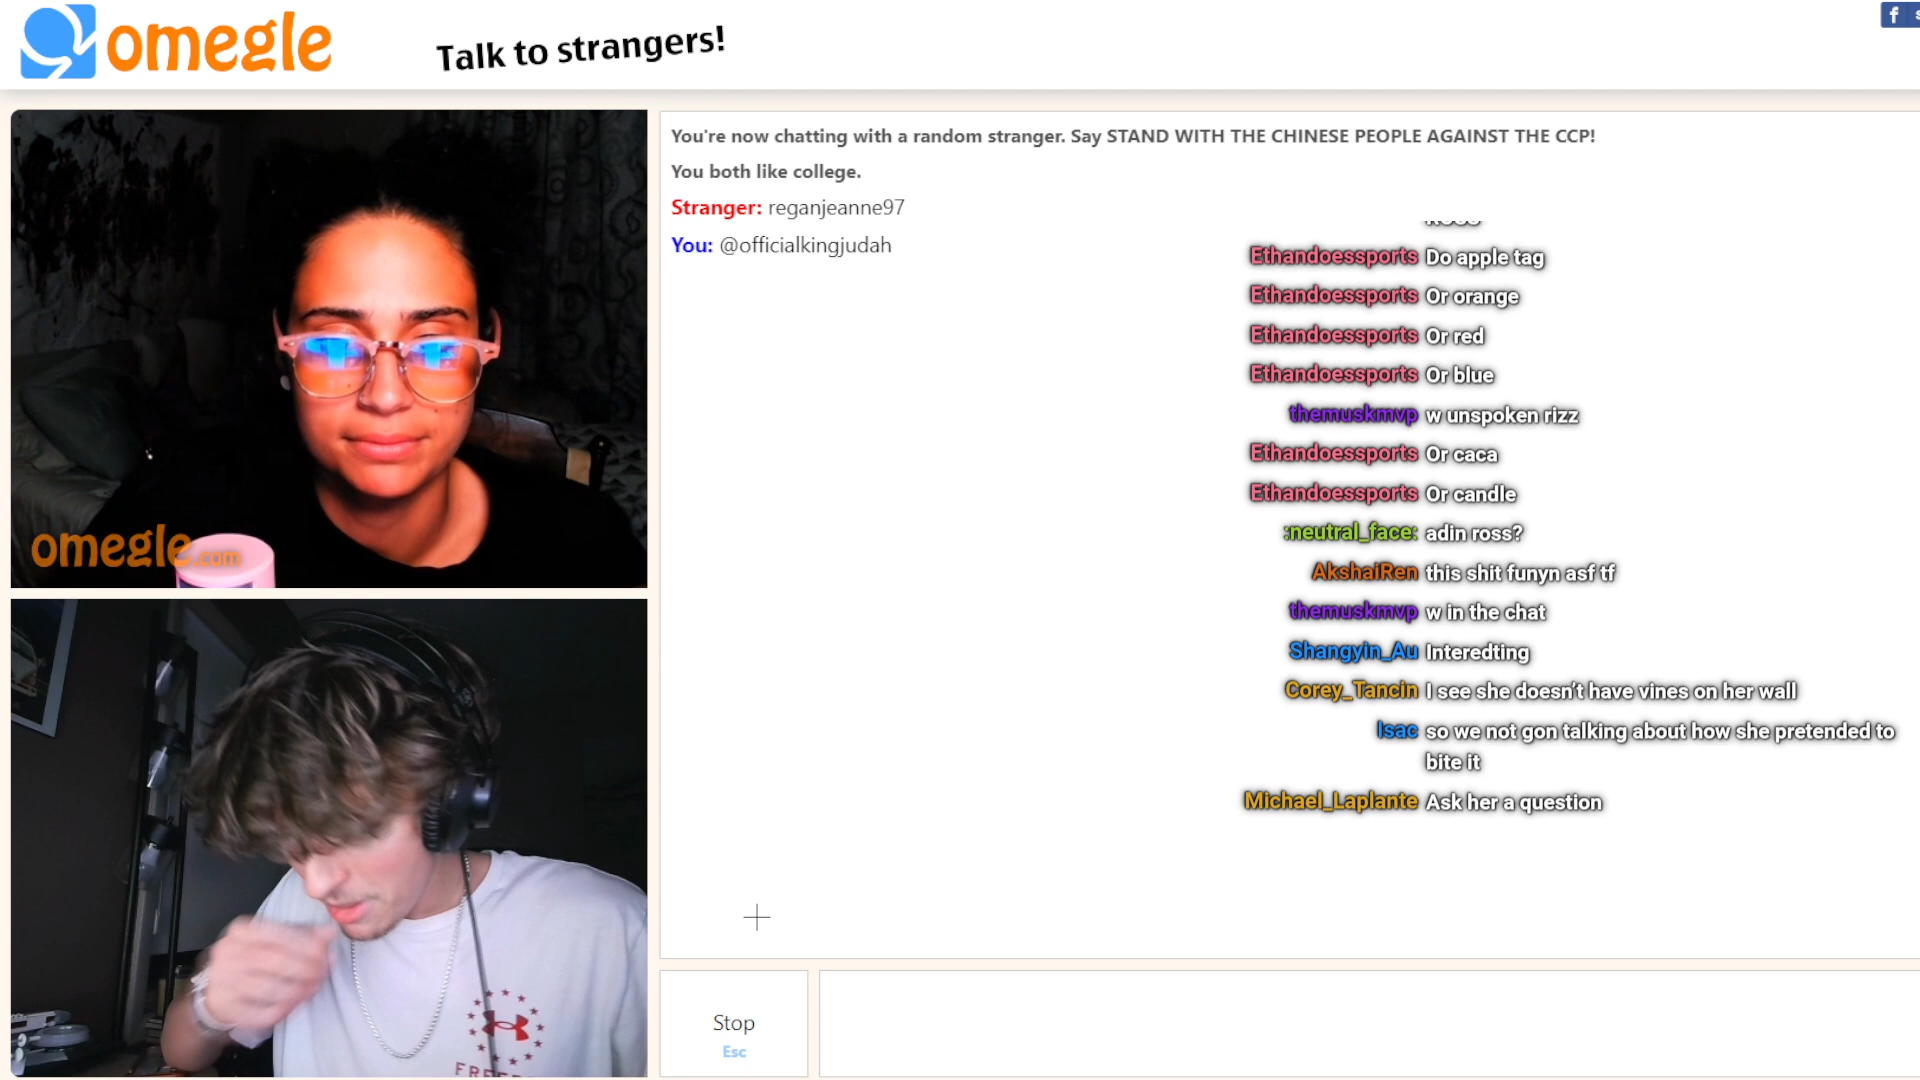 omegle
Talk to strangers!
f
You're now chatting with a random stranger. Say STAND WITH THE CHINESE PEOPLE AGAINST THE CCP!
You both like college.
Stranger: reganjeanne97
You: @officialkingjudah
Ethandoessports Do apple tag
Ethandoessports Or orange
Ethandoessports Or red
Ethandoessports Or blue
themuskmvp w unspoken rizz
Ethandoessports Or caca
Ethandoessports Or candle
:neutral_face: adin ross?
AkshaiRen this shit funyn asf tf
themuskmvp w in the chat
Shangyin_Au Interedting
Corey_Tancin I see she doesn't have vines on her wall
Isac so we not gon talking about how she pretended to
bite it
Michael_Laplante Ask her a question
omegle.com
Stop
Esc